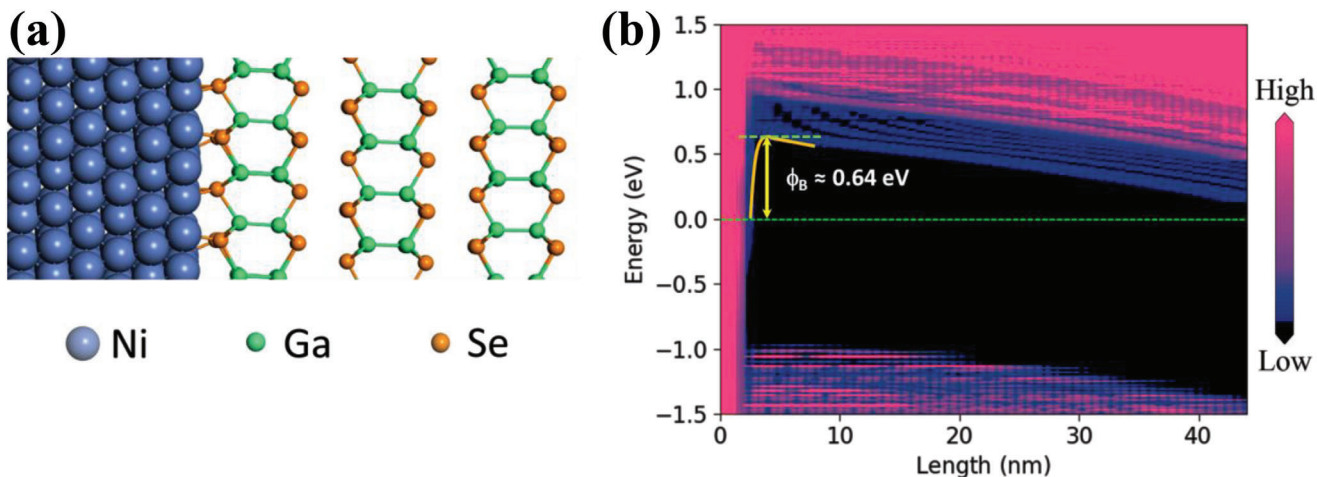 (a)
Ni Ga Se
(b)
Energy (eV)
1.5
1.0
0.5
0.0
−0.5
−1.0
−1.5
ϕB ≈ 0.64 eV
0 10 20 30 40
Length (nm)
High
Low